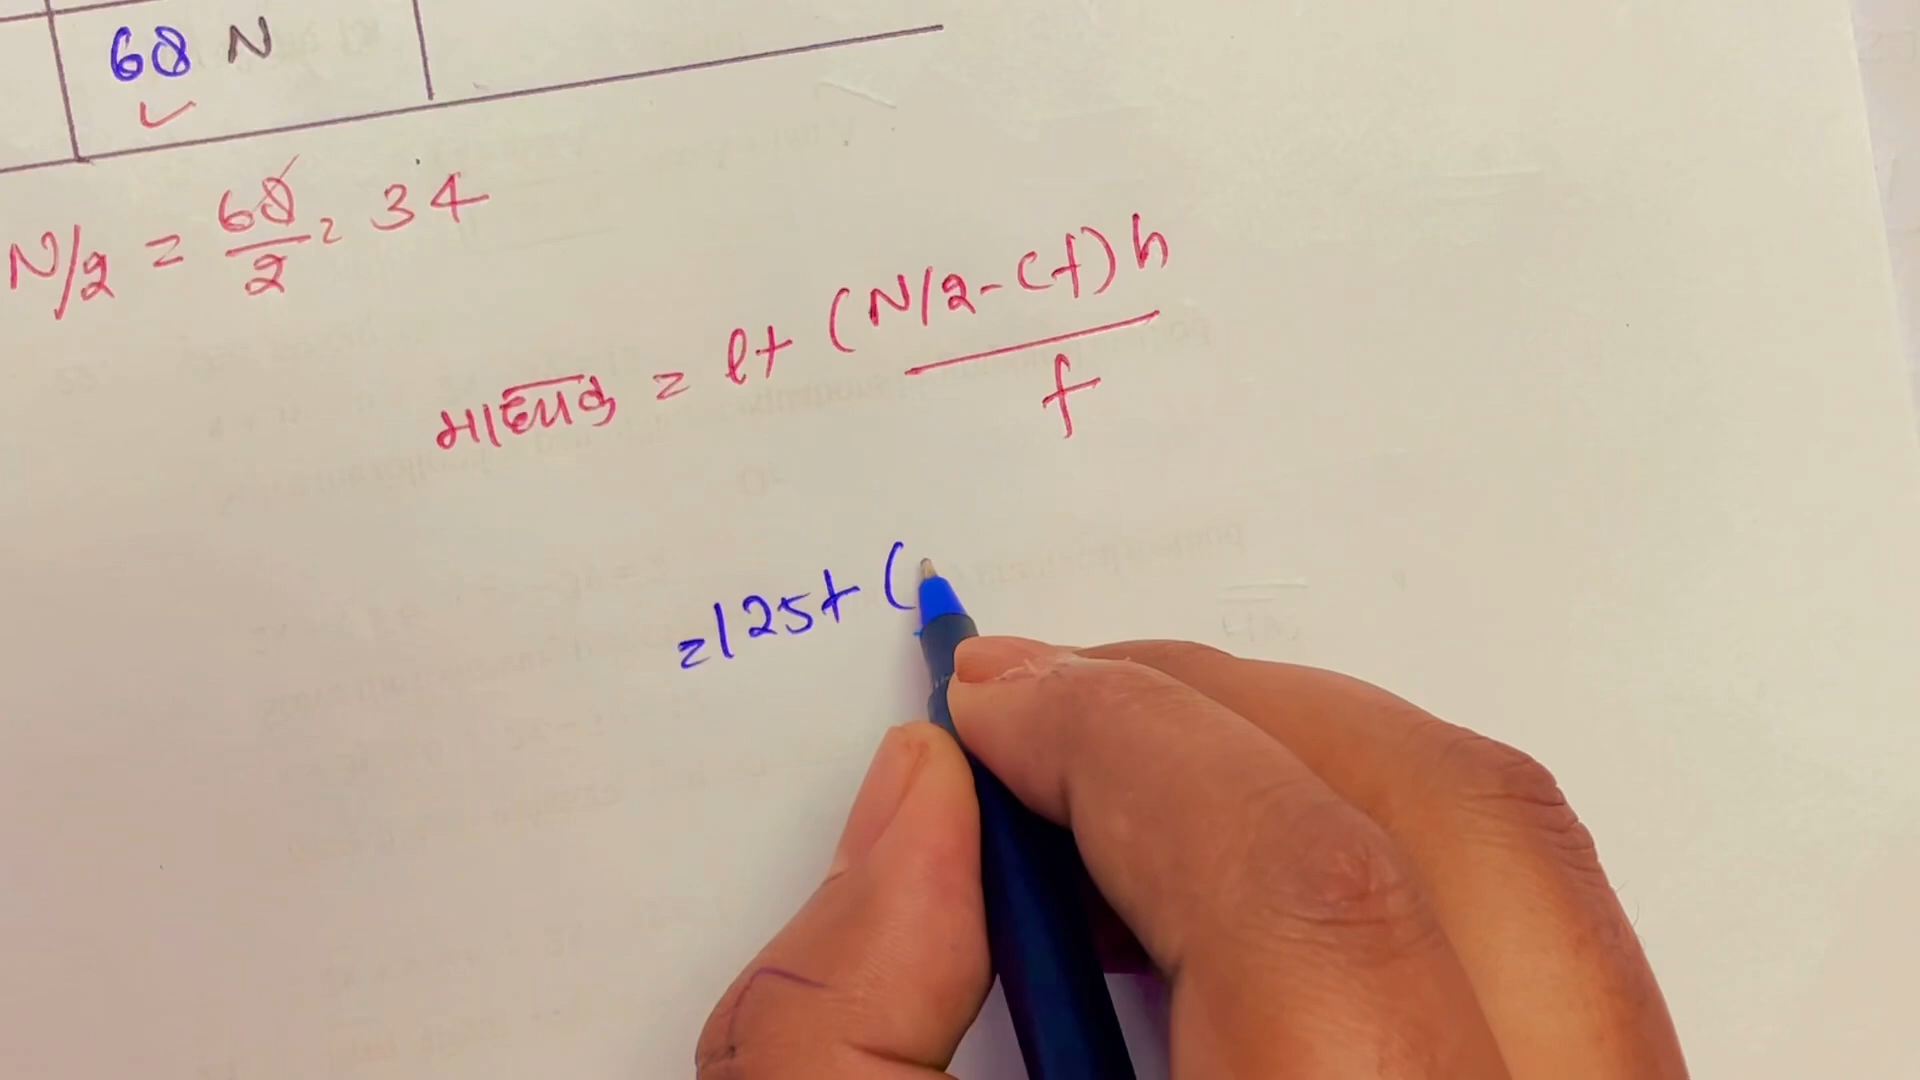 68 N
N/2 = 68/2 = 34
माध्यक = l+ (N/2-Cf)h / f
=125+ (